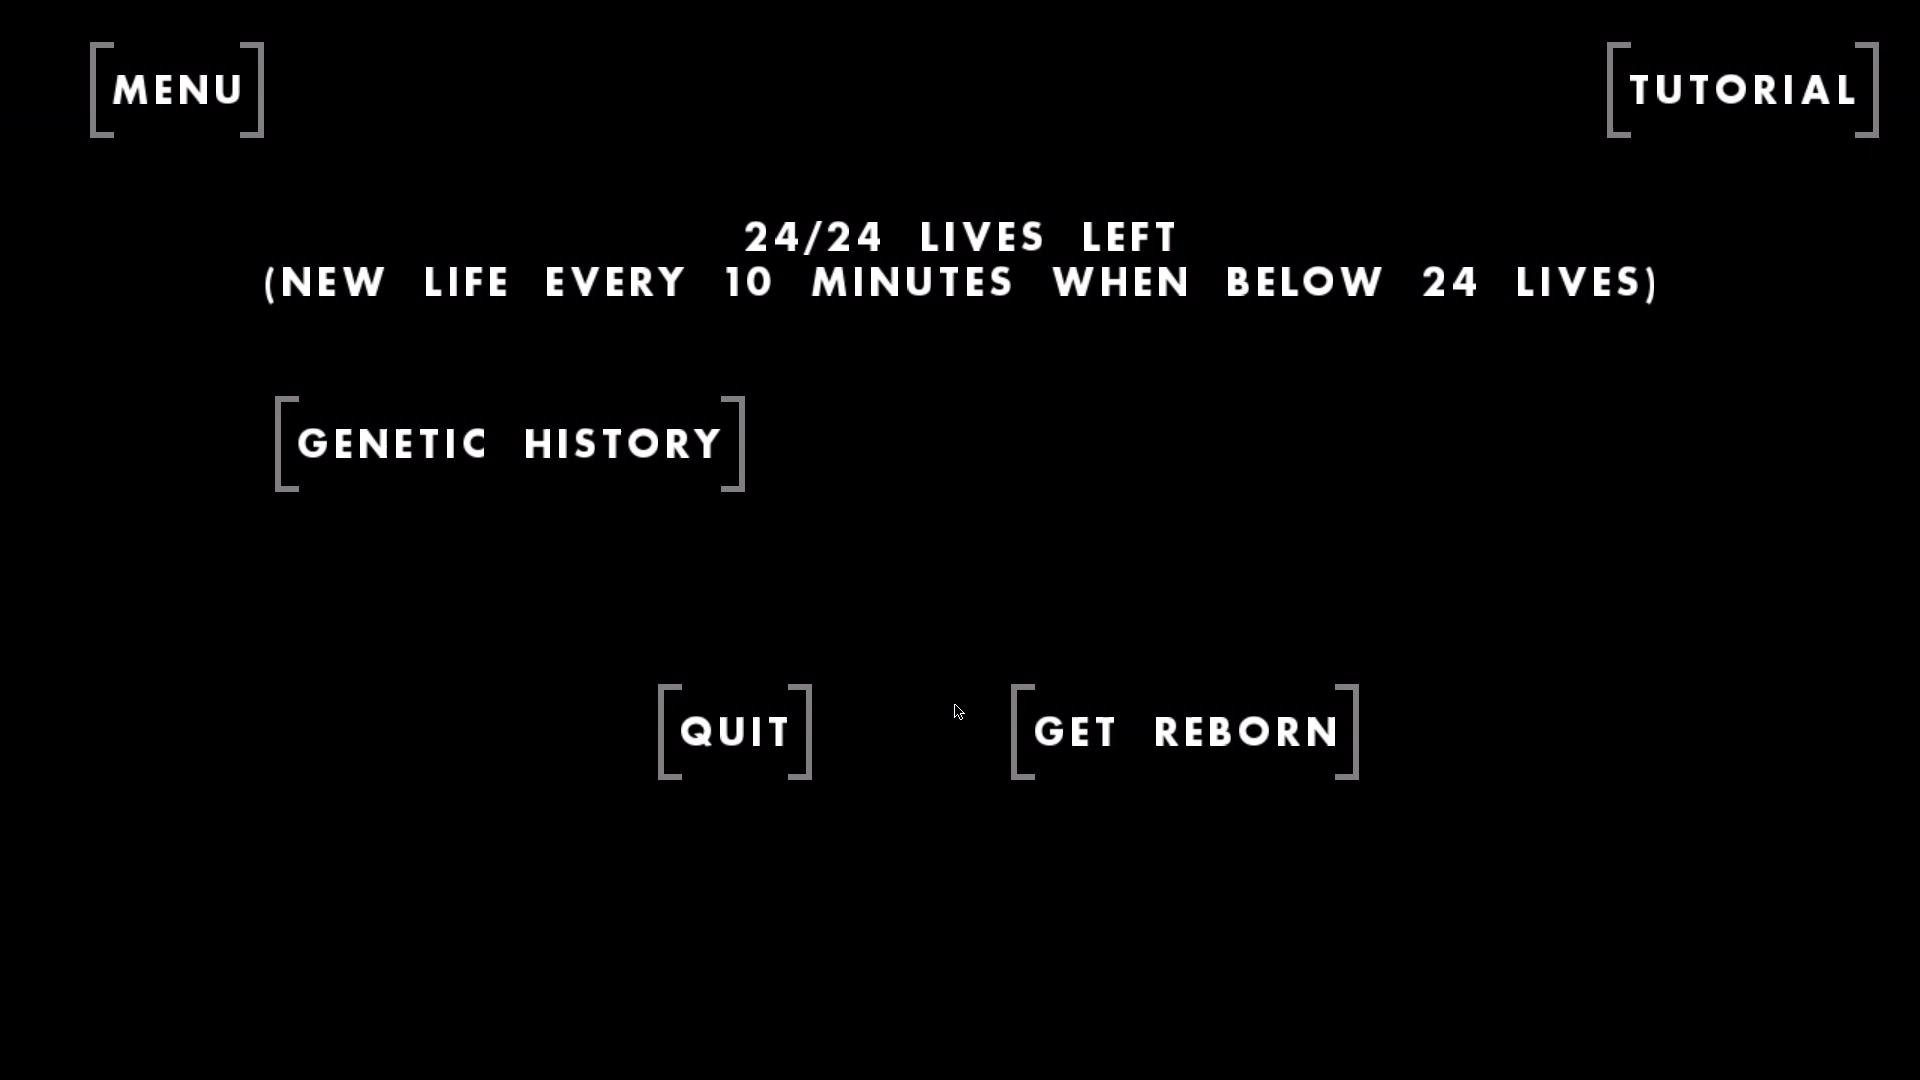 MENU
TUTORIAL
24/24 LIVES LEFT
(NEW LIFE EVERY 10 MINUTES WHEN BELOW 24 LIVES)
GENETIC HISTORY
QUIT
GET REBORN